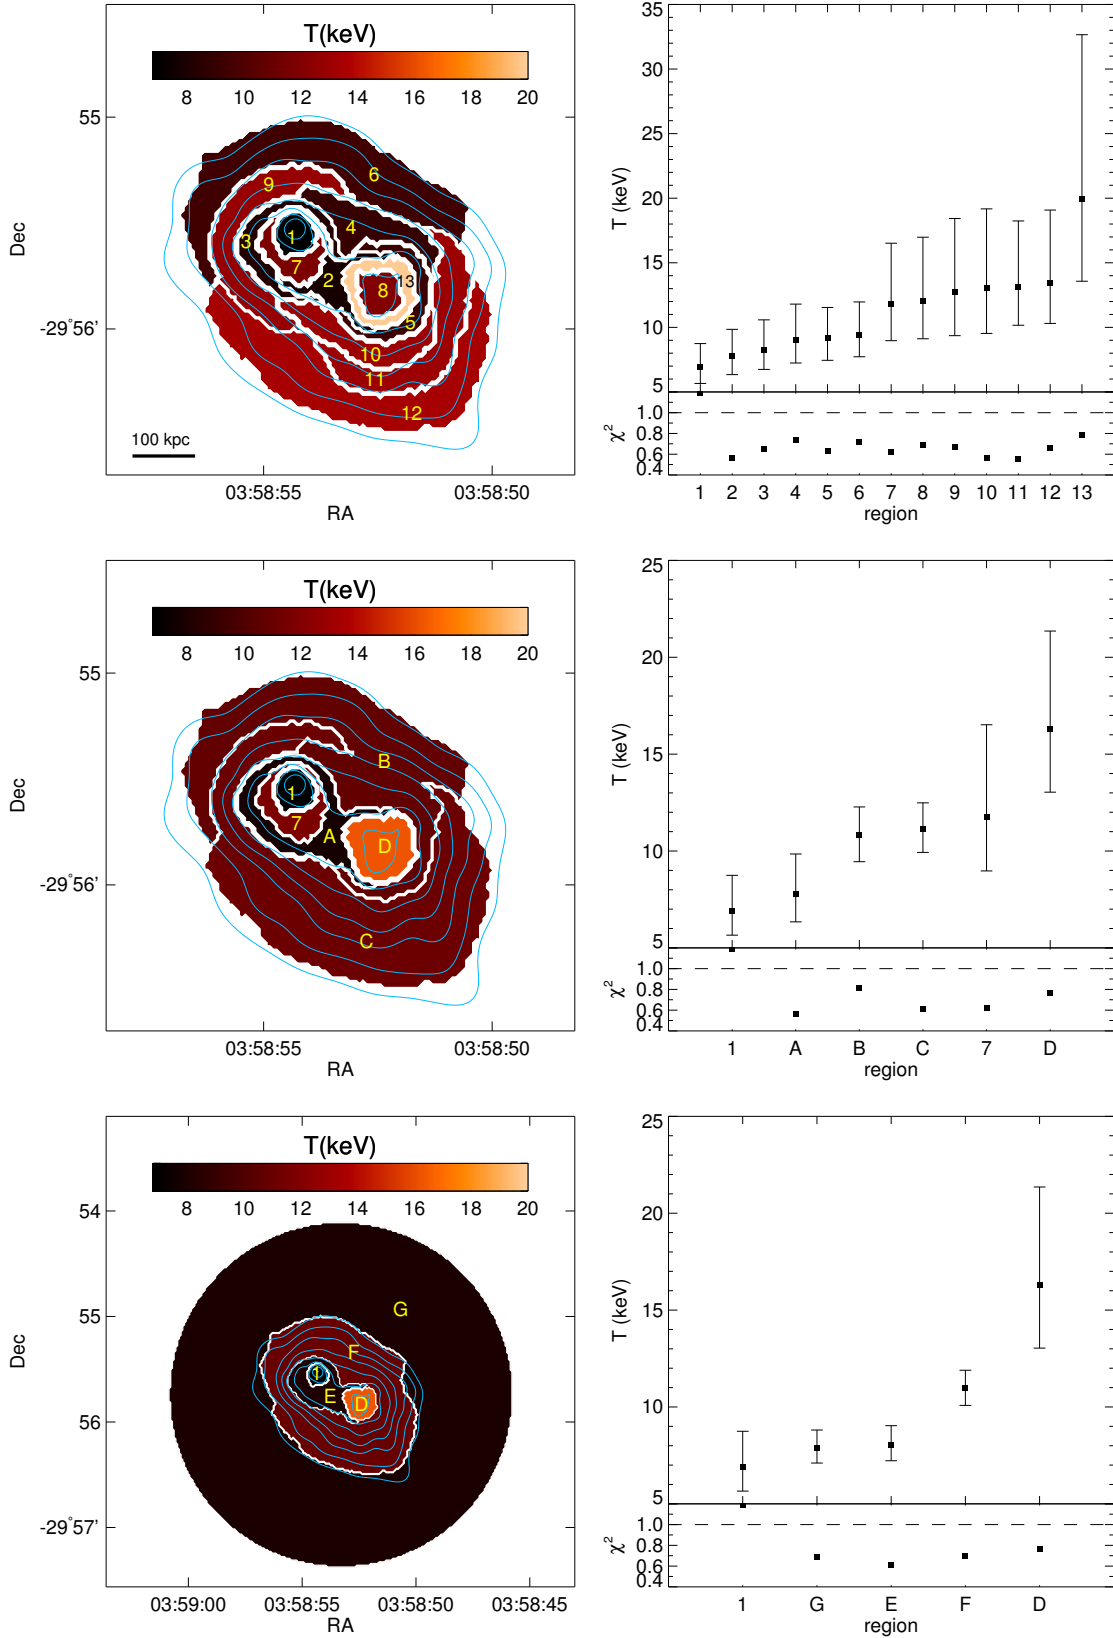 T(keV)
8 10 12 14 16 18 20
55
-29°56'
Dec
6
9
4
3
1
7
2
13
8
5
10
11
12
100 kpc
03:58:55 03:58:50
RA
35
30
25
20
15
10
5
T (keV)
1.0
0.8
0.6
0.4
χ²
1 2 3 4 5 6 7 8 9 10 11 12 13
region
T(keV)
8 10 12 14 16 18 20
55
-29°56'
Dec
B
1
7
A
D
C
03:58:55 03:58:50
RA
25
20
15
10
5
T (keV)
1.0
0.8
0.6
0.4
χ²
1 A B C 7 D
region
T(keV)
8 10 12 14 16 18 20
54
55
56
-29°57'
Dec
G
F
1
E
D
03:59:00 03:58:55 03:58:50 03:58:45
RA
25
20
15
10
5
T (keV)
1.0
0.8
0.6
0.4
χ²
1 G E F D
region